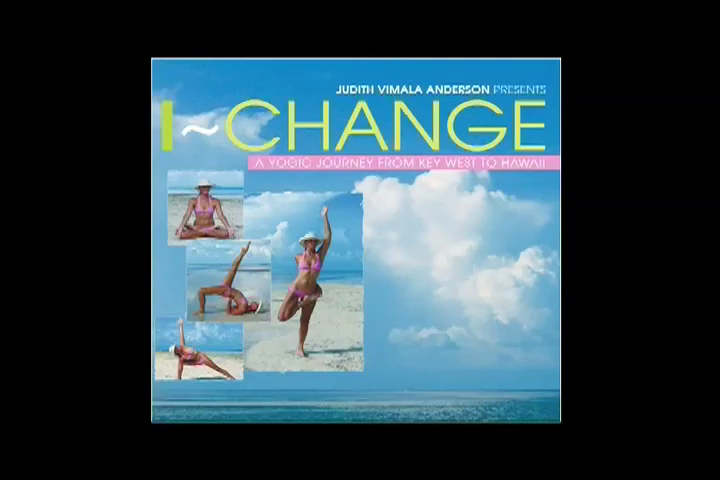 JUDITH VIMALA ANDERSON PRESENTS
I~CHANGE
A YOGIC JOURNEY FROM KEY WEST TO HAWAII